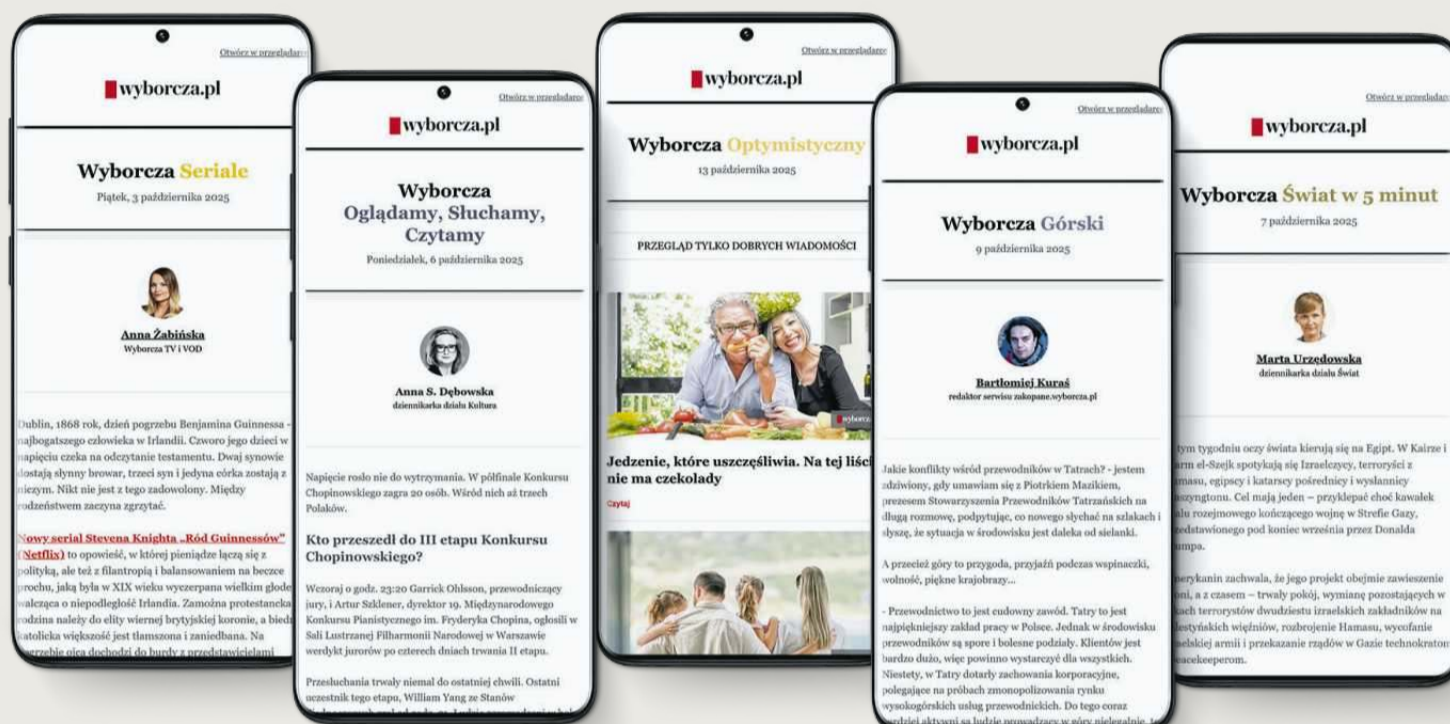 Otwórz w przeglądarce
wyborcza.pl
Wyborcza Seriale
Piątek, 3 października 2025
Anna Żabińska
Wyborcza TV i VOD
Dublin, 1868 rok, dzień pogrzebu Benjamina Guinnessa -
najbogatszego człowieka w Irlandii. Czworo jego dzieci w
napięciu czeka na odczytanie testamentu. Dwaj synowie
dostają słynny browar, trzeci syn i jedyna córka zostają z
niczym. Nikt nie jest z tego zadowolony. Między
rodzeństwem zaczyna zgrzytać.
Nowy serial Stevena Knighta „Ród Guinnessów”
(Netflix) to opowieść, w której pieniądze łączą się z
polityką, ale też z filantropią i balansowaniem na beczce
prochu, jaką była w XIX wieku wyczerpana wielkim głodem
walcząca o niepodległość Irlandia. Zamożna protestancka
rodzina należy do elity wiernej brytyjskiej koronie, a
katolicka większość jest tłamszona i zaniedbana. Na
pogrzebie ojca dochodzi do burdy z przedstawicielami
Otwórz w przeglądarce
wyborcza.pl
Wyborcza
Oglądamy, Słuchamy,
Czytamy
Poniedziałek, 6 października 2025
Anna S. Dębowska
dziennikarka działu Kultura
Napięcie rosło nie do wytrzymania. W półfinale Konkursu
Chopinowskiego zagra 20 osób. Wśród nich aż trzech
Polaków.
Kto przeszedł do III etapu Konkursu
Chopinowskiego?
Wczoraj o godz. 23:20 Garrick Ohlsson, przewodniczący
jury, i Artur Szklener, dyrektor 19. Międzynarodowego
Konkursu Pianistycznego im. Fryderyka Chopina, ogłosili w
Sali Lustrzanej Filharmonii Narodowej w Warszawie
werdykt jurorów po czterech dniach trwania II etapu.
Przesłuchania trwały niemal do ostatniej chwili. Ostatni
uczestnik tego etapu, William Yang ze Stanów
Otwórz w przeglądarce
wyborcza.pl
Wyborcza Optymistyczny
13 października 2025
PRZEGLĄD TYLKO DOBRYCH WIADOMOŚCI
wyborcza
Jedzenie, które uszczęśliwia. Na tej liście
nie ma czekolady
Czytaj
Otwórz w przeglądarce
wyborcza.pl
Wyborcza Górski
9 października 2025
Bartłomiej Kuraś
redaktor serwisu zakopane.wyborcza.pl
Jakie konflikty wśród przewodników w Tatrach? - jestem
zdziwiony, gdy umawiam się z Piotrkiem Mazikiem,
prezesem Stowarzyszenia Przewodników Tatrzańskich na
długą rozmowę, podpytując, co nowego słychać na szlakach i
słyszę, że sytuacja w środowisku jest daleka od sielanki.
A przecież góry to przygoda, przyjaźń podczas wspinaczki,
wolność, piękne krajobrazy...
- Przewodnictwo to jest cudowny zawód. Tatry to jest
najpiękniejszy zakład pracy w Polsce. Jednak w środowisku
przewodników są spore i bolesne podziały. Klientów jest
bardzo dużo, więc powinno wystarczyć dla wszystkich.
Niestety, w Tatry dotarły zachowania korporacyjne,
polegające na próbach zmonopolizowania rynku
wysokogórskich usług przewodnickich. Do tego coraz
bardziej aktywni są ludzie prowadzący w góry nielegalnie,
Otwórz w przeglądarce
wyborcza.pl
Wyborcza Świat w 5 minut
7 października 2025
Marta Urzędowska
dziennikarka działu Świat
tym tygodniu oczy świata kierują się na Egipt. W Kairze i
el-Szejk spotykają się Izraelczycy, terroryści z
egipscy i katarscy pośrednicy i wysłannicy
Cel mają jeden – przyklepać choć kawałek
rozejmowego kończącego wojnę w Strefie Gazy,
pod koniec września przez Donalda
zachwala, że jego projekt obejmie zawieszenie
a z czasem – trwały pokój, wymianę pozostających w
terrorystów dwudziestu izraelskich zakładników na
więźniów, rozbrojenie Hamasu, wycofanie
armii i przekazanie rządów w Gazie technokratom